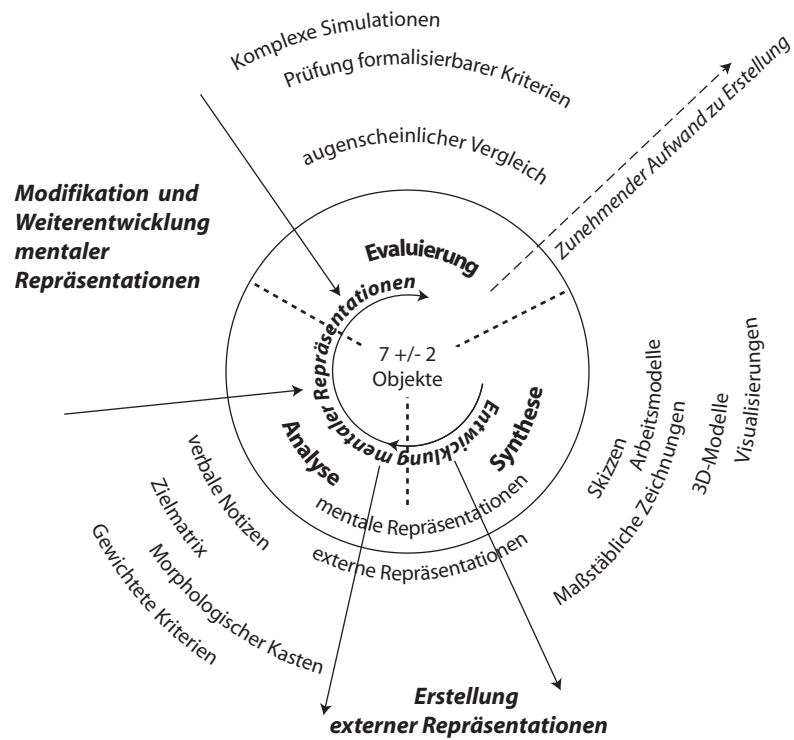 Komplexe Simulationen
Prüfung formalisierbarer Kriterien
augenscheinlicher Vergleich
Zunehmender Aufwand zu Erstellung
Modifikation und
Weiterentwicklung
mentaler
Repräsentationen
Evaluierung
Entwicklung mentaler Repräsentationen
7 +/- 2
Objekte
Analyse
Synthese
mentale Repräsentationen
externe Repräsentationen
verbale Notizen
Zielmatrix
Morphologischer Kasten
Gewichtete Kriterien
Skizzen
Arbeitsmodelle
Maßstäbliche Zeichnungen
3D-Modelle
Visualisierungen
Erstellung
externer Repräsentationen